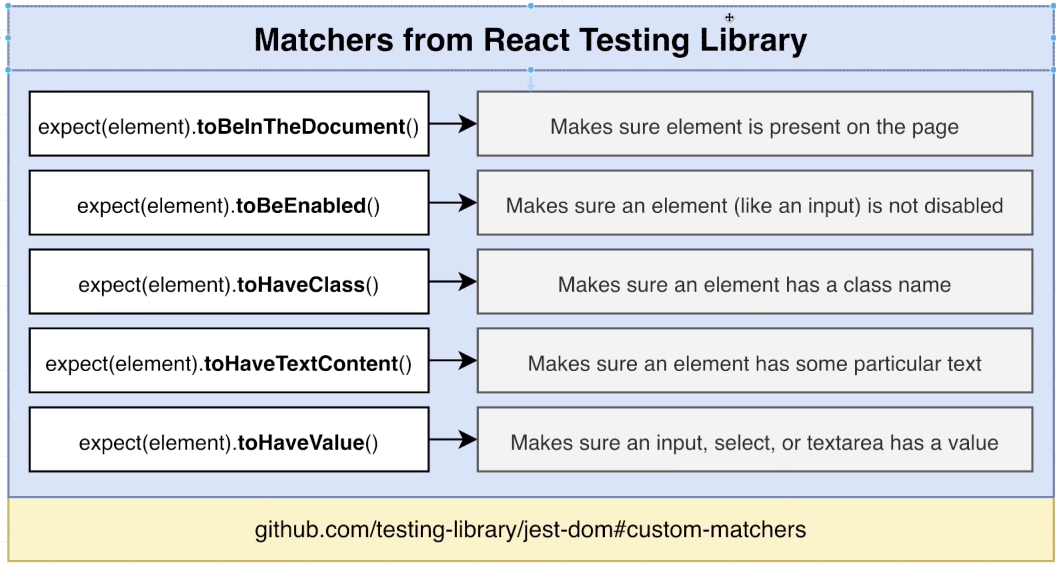 Matchers from React Testing Library
expect(element).toBeInTheDocument()
Makes sure element is present on the page
expect(element).toBeEnabled()
Makes sure an element (like an input) is not disabled
expect(element).toHaveClass()
Makes sure an element has a class name
expect(element).toHaveTextContent()
Makes sure an element has some particular text
expect(element).toHaveValue()
Makes sure an input, select, or textarea has a value
github.com/testing-library/jest-dom#custom-matchers